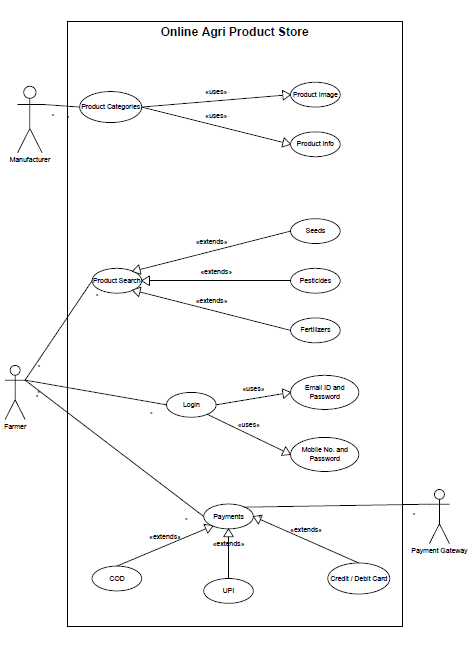 Online Agri Product Store
«uses»
Product Image
Product Categories
«uses»
Product Info
Manufacturer
Seeds
«extends»
Product Search
«extends»
Pesticides
«extends»
Fertilizers
Email ID and
Password
«uses»
Login
Farmer
«uses»
Mobile No. and
Password
Payments
«extends»
«extends»
«extends»
Payment Gateway
COD
UPI
Credit / Debit Card